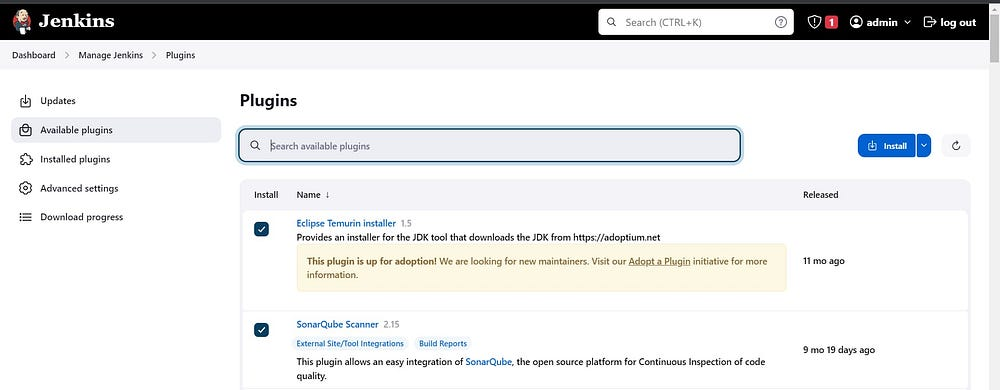 Jenkins
Search (CTRL+K)
1
admin
log out
Dashboard
Manage Jenkins
Plugins
Updates
Available plugins
Installed plugins
Advanced settings
Download progress
Plugins
Search available plugins
Install
Install
Name ↓
Released
Eclipse Temurin installer 1.5
Provides an installer for the JDK tool that downloads the JDK from https://adoptium.net
This plugin is up for adoption! We are looking for new maintainers. Visit our Adopt a Plugin initiative for more
information.
11 mo ago
SonarQube Scanner 2.15
External Site/Tool Integrations Build Reports
This plugin allows an easy integration of SonarQube, the open source platform for Continuous Inspection of code
quality.
9 mo 19 days ago